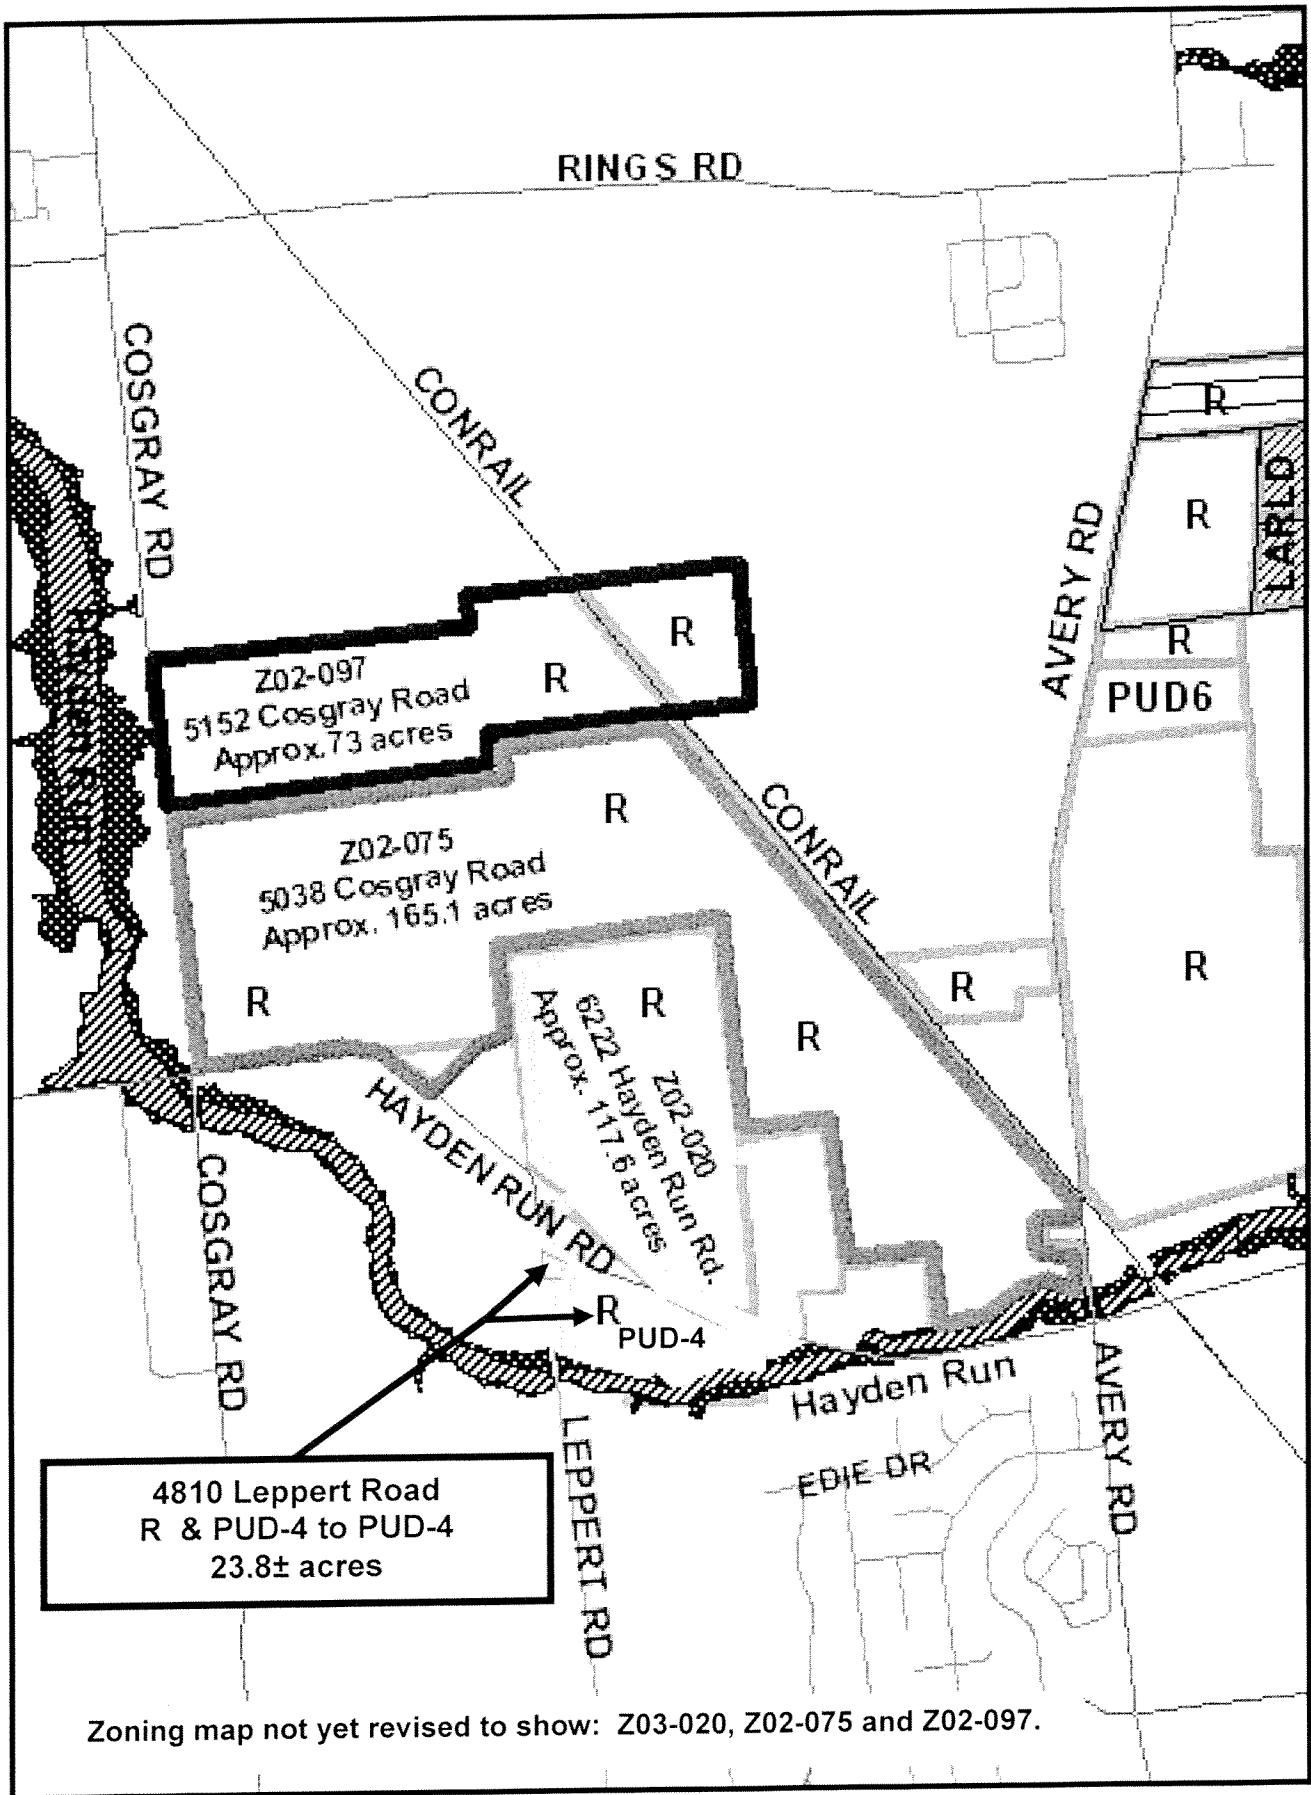 RINGS RD
COSGRAY RD
CONRAIL
R
LARLD
R
AVERY RD
R
R
R
PUD6
Z02-097
5152 Cosgray Road
Approx. 73 acres
R
CONRAIL
Z02-075
5038 Cosgray Road
Approx. 165.1 acres
R
R
R
R
R
R
Z02-020
6222 Hayden Run Rd.
Approx. 117.6 acres
HAYDEN RUN RD
COSGRAY RD
R
PUD-4
Hayden Run
AVERY RD
LEPPERT RD
EDIE DR
4810 Leppert Road
R & PUD-4 to PUD-4
23.8± acres
Zoning map not yet revised to show: Z03-020, Z02-075 and Z02-097.